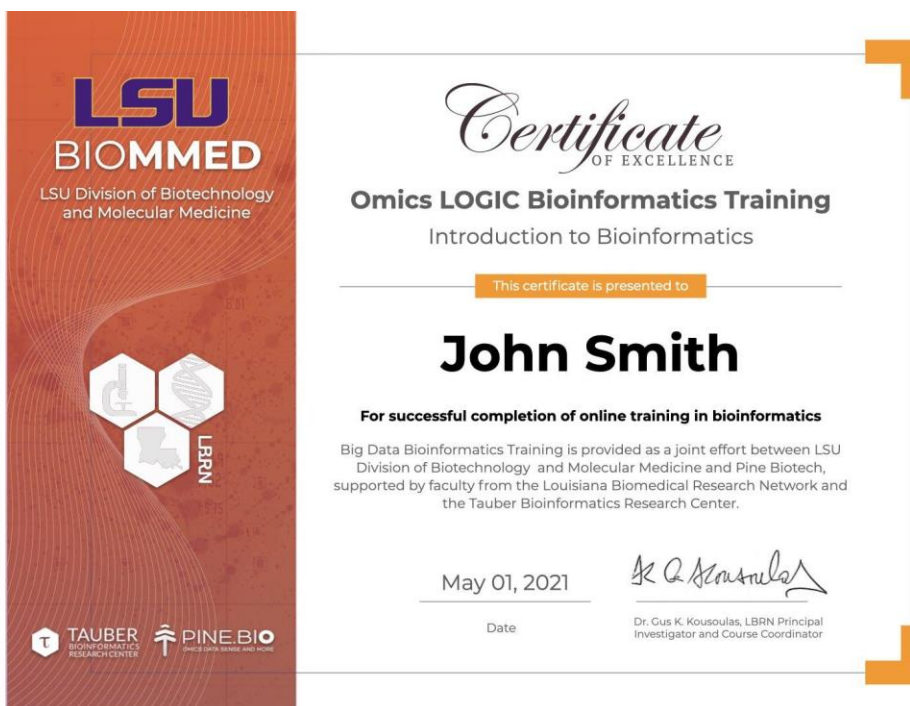 LSU
BIOMMED
LSU Division of Biotechnology
and Molecular Medicine
LBRN
τ
TAUBER
BIOINFORMATICS
RESEARCH CENTER
PINE.BIO
OMICS DATA SENSE AND MORE
Certificate
OF EXCELLENCE
Omics LOGIC Bioinformatics Training
Introduction to Bioinformatics
This certificate is presented to
John Smith
For successful completion of online training in bioinformatics
Big Data Bioinformatics Training is provided as a joint effort between LSU
Division of Biotechnology and Molecular Medicine and Pine Biotech,
supported by faculty from the Louisiana Biomedical Research Network and
the Tauber Bioinformatics Research Center.
May 01, 2021
Date
Dr. Gus K. Kousoulas, LBRN Principal
Investigator and Course Coordinator